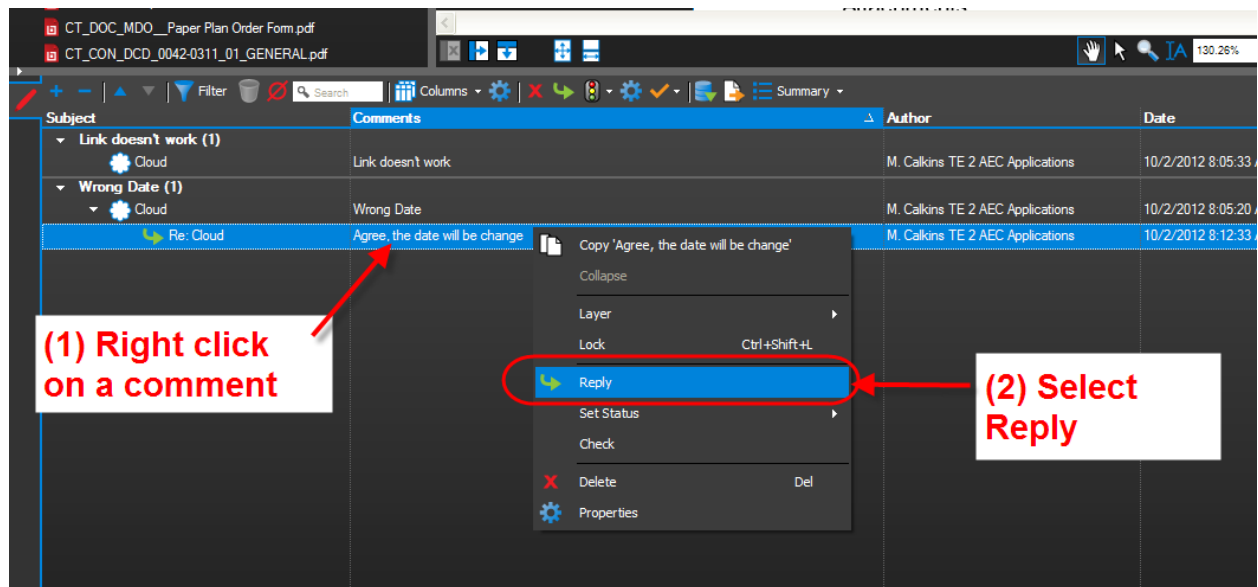 CT_DOC_MDO__Paper Plan Order Form.pdf
CT_CON_DCD_0042-0311_01_GENERAL.pdf
130.26%
Filter Search Columns Summary
Subject Comments Author Date
Link doesn't work (1)
Cloud Link doesn't work M. Calkins TE 2 AEC Applications 10/2/2012 8:05:33
Wrong Date (1)
Cloud Wrong Date M. Calkins TE 2 AEC Applications 10/2/2012 8:05:20
Re: Cloud Agree, the date will be change M. Calkins TE 2 AEC Applications 10/2/2012 8:12:33
Copy 'Agree, the date will be change'
Collapse
Layer
Lock Ctrl+Shift+L
Reply
Set Status
Check
Delete Del
Properties
(1) Right click
on a comment
(2) Select
Reply